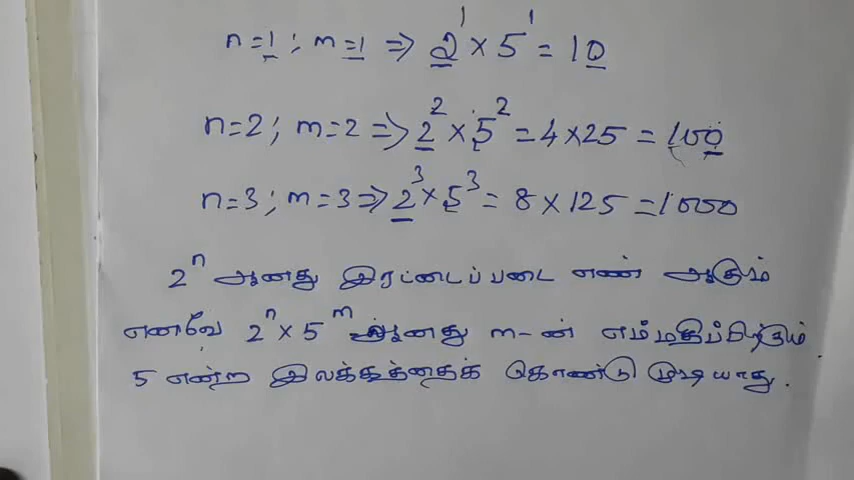 n=1 ; m=1 ⇒ 2¹ × 5¹ = 10
n=2 ; m=2 ⇒ 2² × 5² = 4×25 = 100
n=3 ; m=3 ⇒ 2³ × 5³ = 8×125 = 1000
2ⁿ ஆனது இரட்டைப்படை எண் ஆகும்
எனவே 2ⁿ × 5ᵐ ஆனது m-ன் எம்மதிப்பிற்கும்
5 என்ற இலக்கத்தைக் கொண்டு முடியாது.